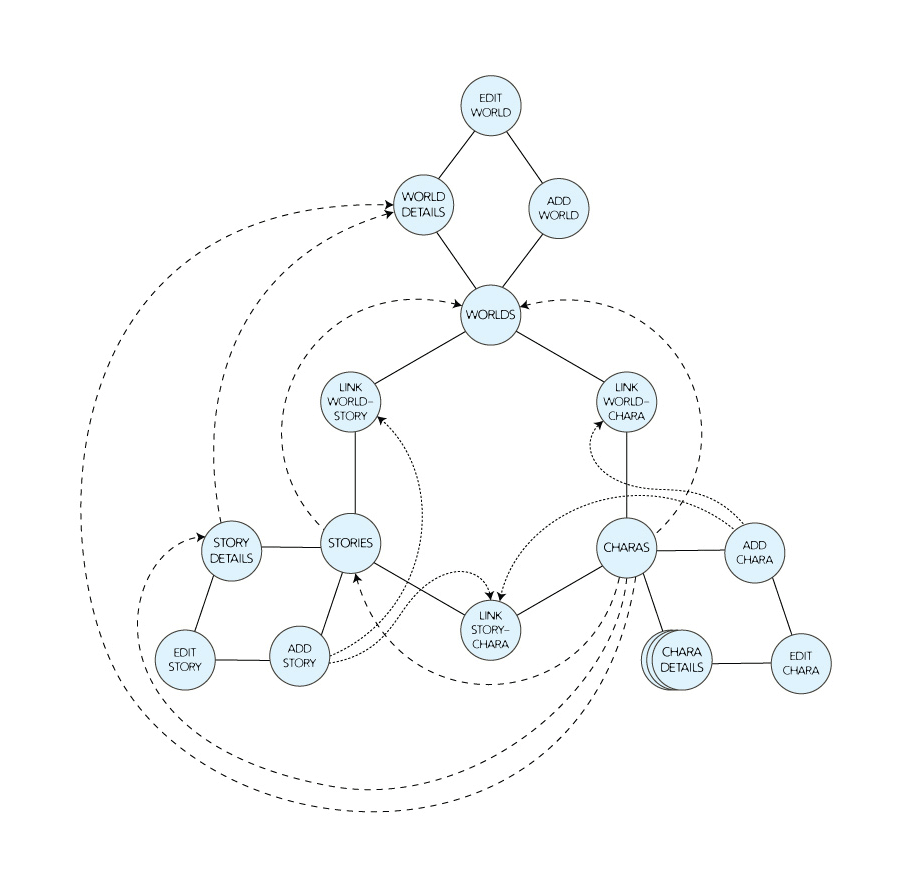 EDIT
WORLD
WORLD
DETAILS
ADD
WORLD
WORLDS
LINK
WORLD–
STORY
LINK
WORLD–
CHARA
STORY
DETAILS
STORIES
CHARAS
ADD
CHARA
LINK
STORY–
CHARA
EDIT
STORY
ADD
STORY
CHARA
DETAILS
EDIT
CHARA